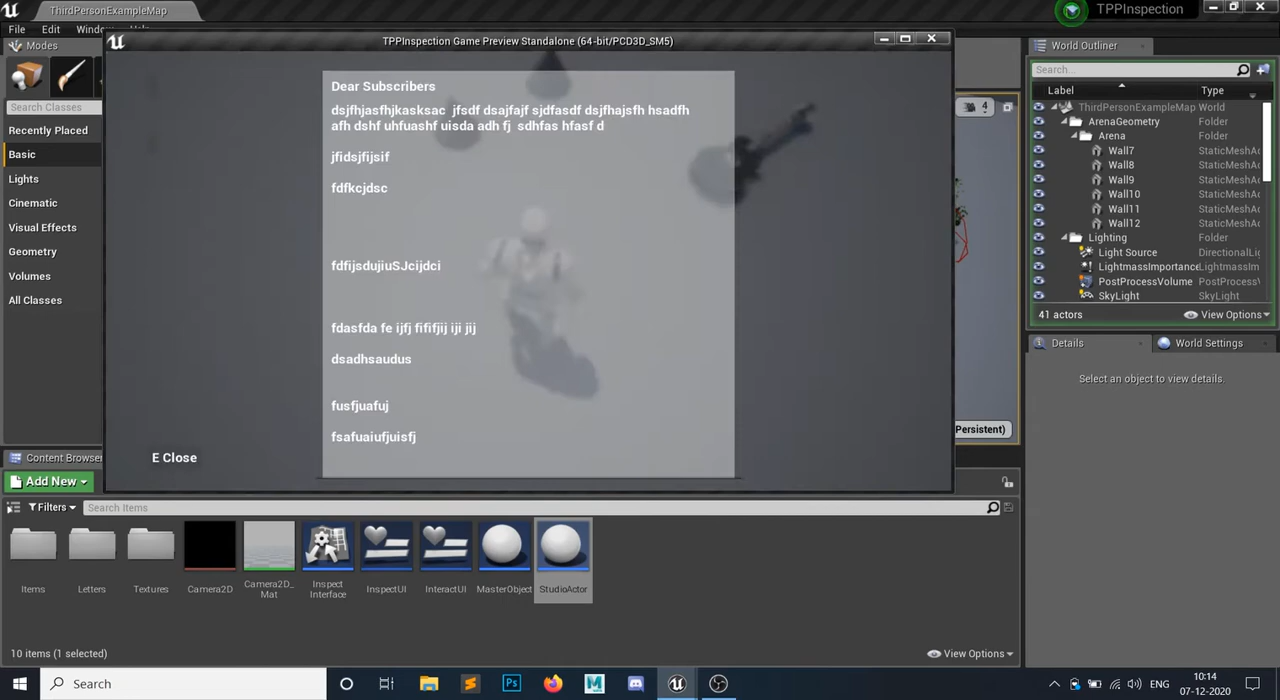 ThirdPersonExampleMap
TPPInspection
File Edit Window Help
Modes
TPPInspection Game Preview Standalone (64-bit/PCD3D_SM5)
World Outliner
Search Classes
Recently Placed
Basic
Lights
Cinematic
Visual Effects
Geometry
Volumes
All Classes
Dear Subscribers
dsjfhjasfhjkasksac jfsdf dsajfajf sjdfasdf dsjfhajsfh hsadfh
afh dshf uhfuashf uisda adh fj sdhfas hfasf d
jfidsjfijsif
fdfkcjdsc
fdfijsdujiuSJcijdci
fdasfda fe ijfj fififjij iji jij
dsadhsaudus
fusfjuafuj
fsafuaiufjuisfj
E Close
4
Persistent)
Search...
Label Type
ThirdPersonExampleMap World
ArenaGeometry Folder
Arena Folder
Wall7 StaticMeshAc
Wall8 StaticMeshAc
Wall9 StaticMeshAc
Wall10 StaticMeshAc
Wall11 StaticMeshAc
Wall12 StaticMeshAc
Lighting Folder
Light Source DirectionalLig
LightmassImportance LightmassIm
PostProcessVolume PostProcessV
SkyLight SkyLight
41 actors View Options
Details World Settings
Select an object to view details.
Content Browser
Add New
Filters Search Items
Items
Letters
Textures
Camera2D
Camera2D_
Mat
Inspect
Interface
InspectUI
InteractUI
MasterObject
StudioActor
10 items (1 selected) View Options
Search
ENG
10:14
07-12-2020